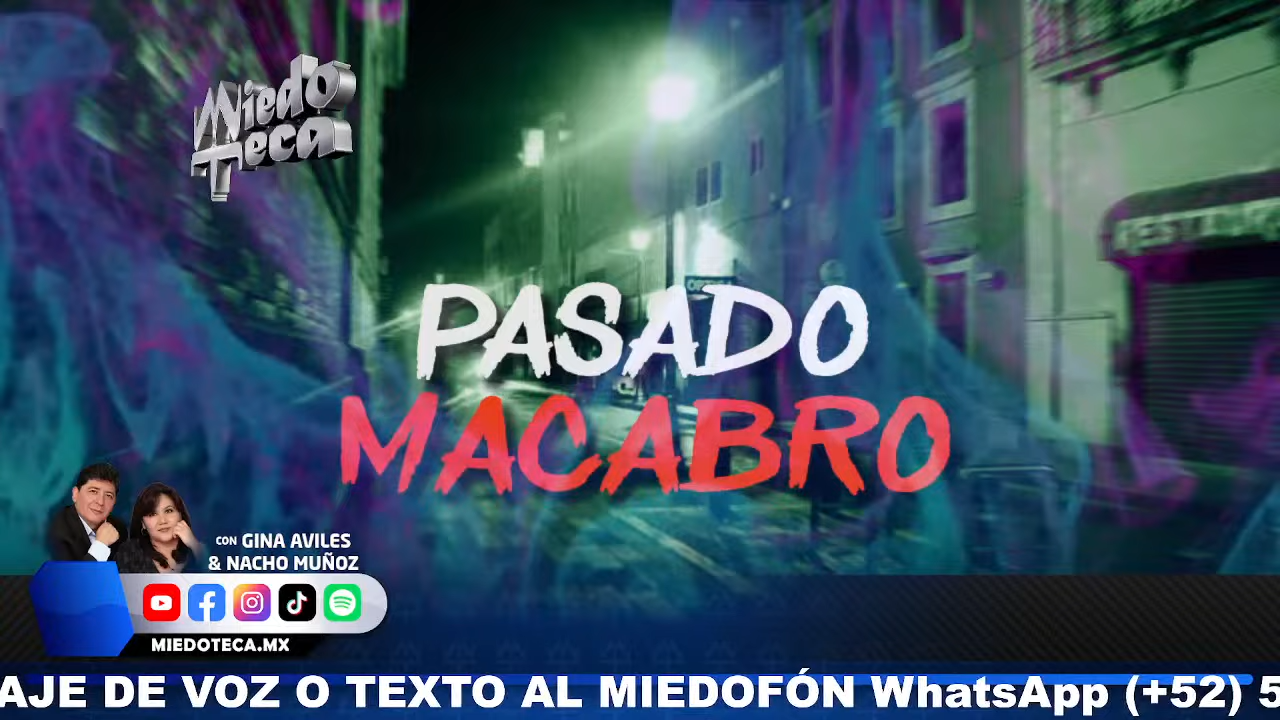 Miedo
Teca
RESTAUR
PASADO
MACABRO
CON GINA AVILES
& NACHO MUÑOZ
MIEDOTECA.MX
AJE DE VOZ O TEXTO AL MIEDOFÓN WhatsApp (+52) 5